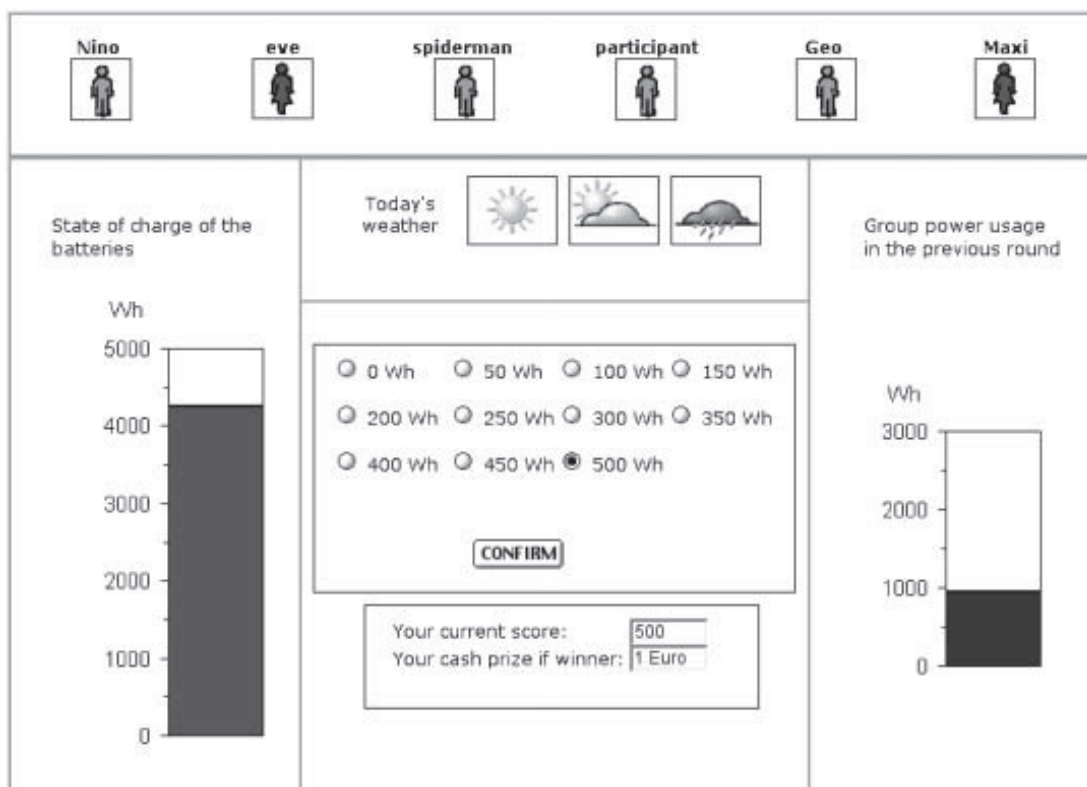 Nino eve spiderman participant Geo Maxi
State of charge of the
batteries
Wh
5000
4000
3000
2000
1000
0
Today's
weather
0 Wh 50 Wh 100 Wh 150 Wh
200 Wh 250 Wh 300 Wh 350 Wh
400 Wh 450 Wh 500 Wh
CONFIRM
Your current score: 500
Your cash prize if winner: 1 Euro
Group power usage
in the previous round
Wh
3000
2000
1000
0